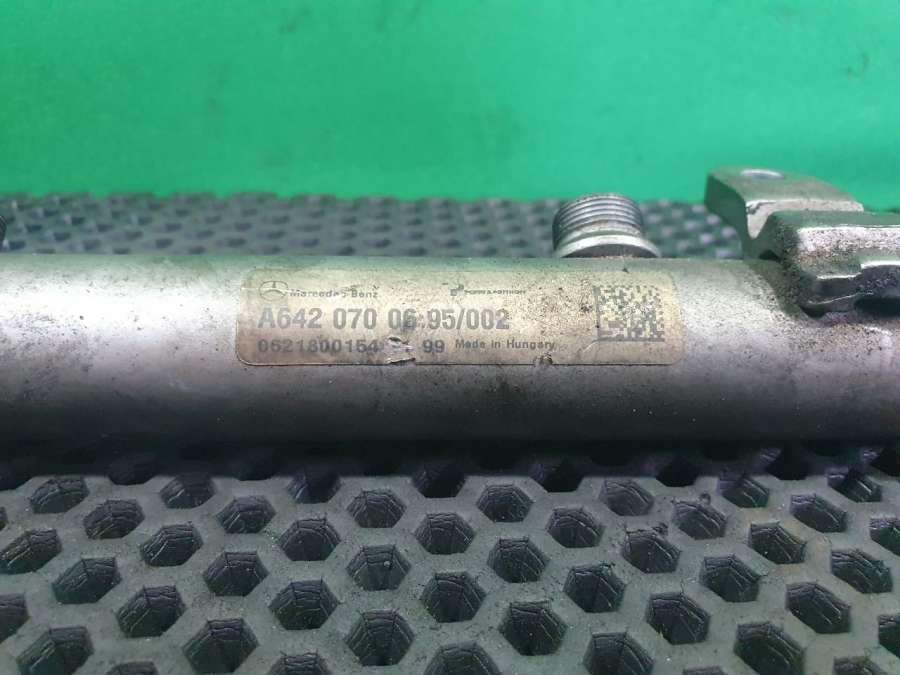 Mercedes-Benz
A642 070 06 95/002
0621800154 99 Made in Hungary